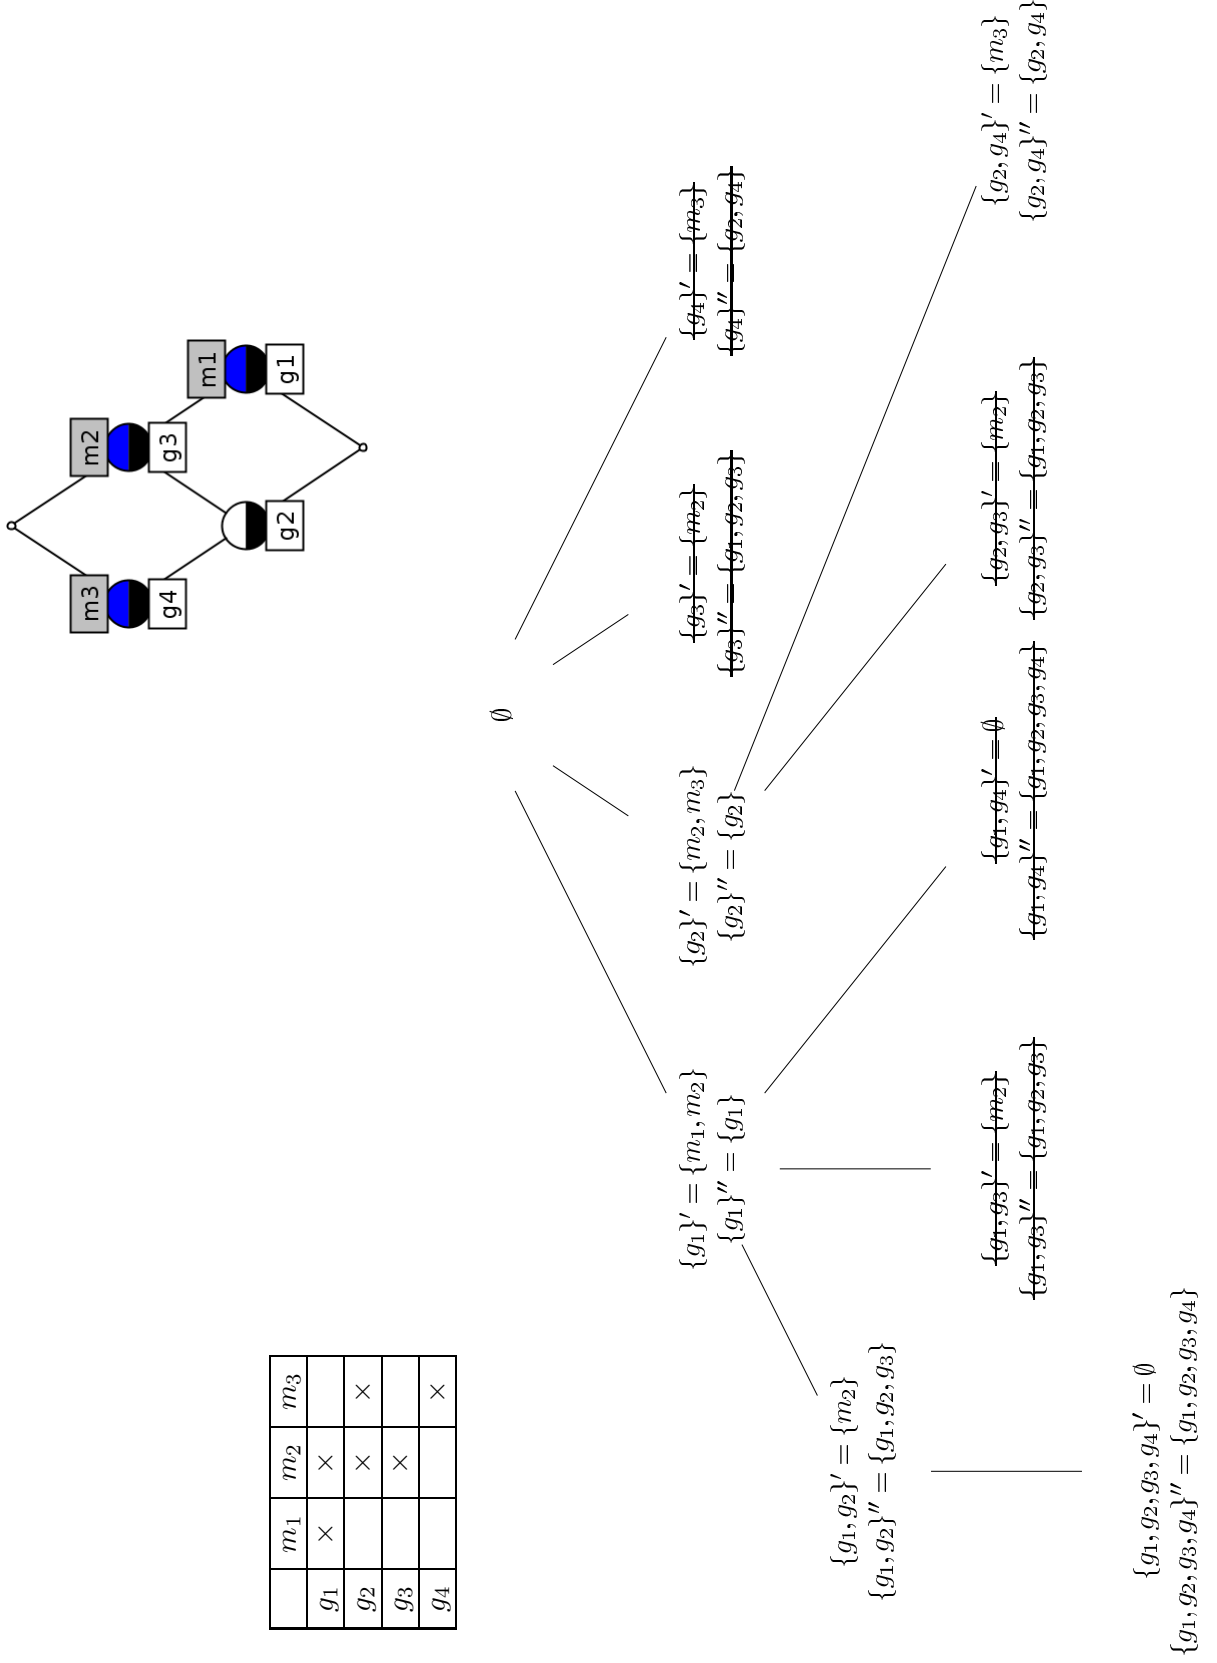 m₁ m₂ m₃
g₁ × ×
g₂ × ×
g₃ ×
g₄ ×
m3 m2
g4 g3 m1
g2 g1
∅
{g₁}′ = {m₁, m₂}
{g₁}″ = {g₁}
{g₂}′ = {m₂, m₃}
{g₂}″ = {g₂}
{g₃}′ = {m₂}
{g₃}″ = {g₁, g₂, g₃}
{g₄}′ = {m₃}
{g₄}″ = {g₂, g₄}
{g₁, g₂}′ = {m₂}
{g₁, g₂}″ = {g₁, g₂, g₃}
{g₁, g₃}′ = {m₂}
{g₁, g₃}″ = {g₁, g₂, g₃}
{g₁, g₄}′ = ∅
{g₁, g₄}″ = {g₁, g₂, g₃, g₄}
{g₂, g₃}′ = {m₂}
{g₂, g₃}″ = {g₁, g₂, g₃}
{g₂, g₄}′ = {m₃}
{g₂, g₄}″ = {g₂, g₄}
{g₁, g₂, g₃, g₄}′ = ∅
{g₁, g₂, g₃, g₄}″ = {g₁, g₂, g₃, g₄}